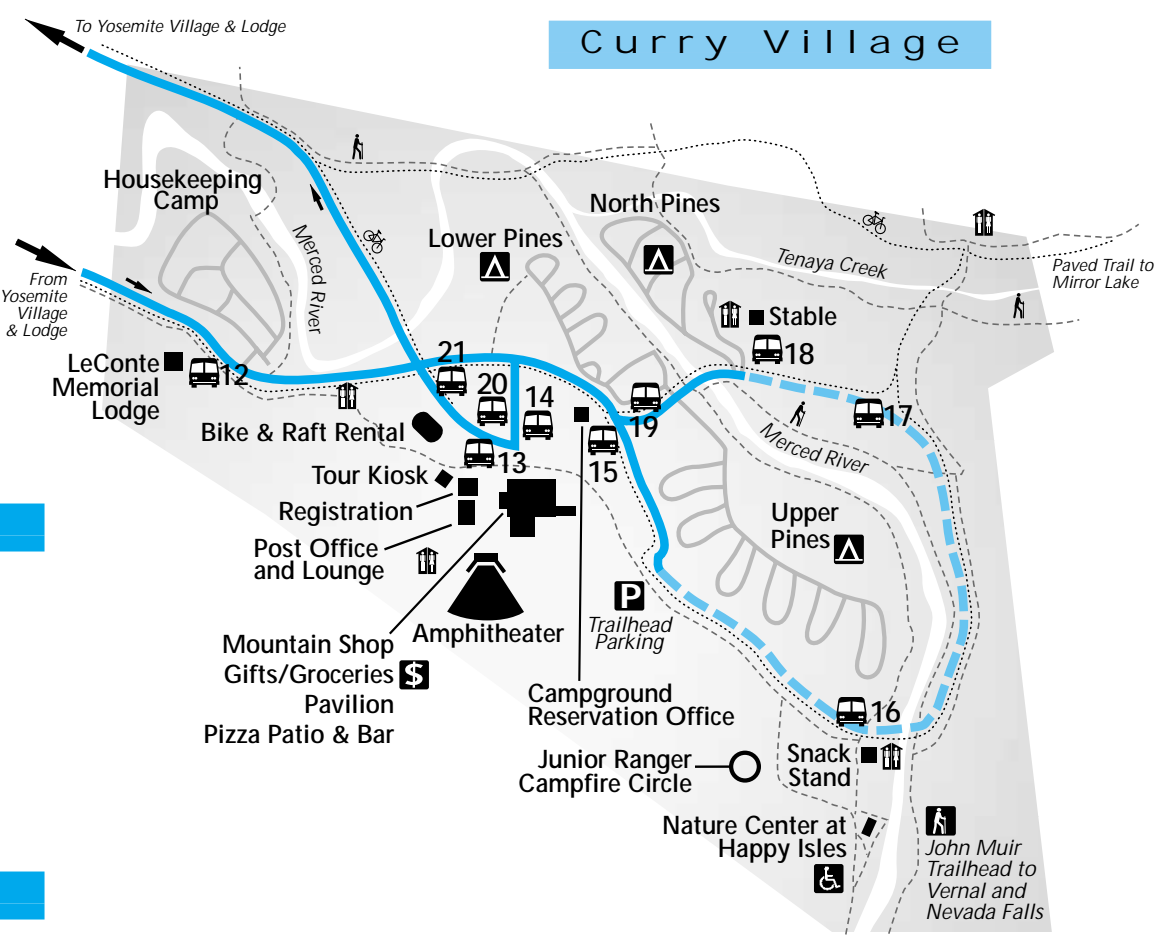 To Yosemite Village & Lodge
Curry Village
Housekeeping
Camp
Merced River
Lower Pines
North Pines
Tenaya Creek
Paved Trail to
Mirror Lake
From
Yosemite
Village
& Lodge
LeConte
Memorial
Lodge
12
21
20
14
13
15
19
Stable
18
17
Merced River
Bike & Raft Rental
Tour Kiosk
Registration
Post Office
and Lounge
Upper
Pines
P
Trailhead
Parking
Amphitheater
Mountain Shop
Gifts/Groceries $
Pavilion
Pizza Patio & Bar
Campground
Reservation Office
16
Snack
Stand
Junior Ranger
Campfire Circle
Nature Center at
Happy Isles
John Muir
Trailhead to
Vernal and
Nevada Falls